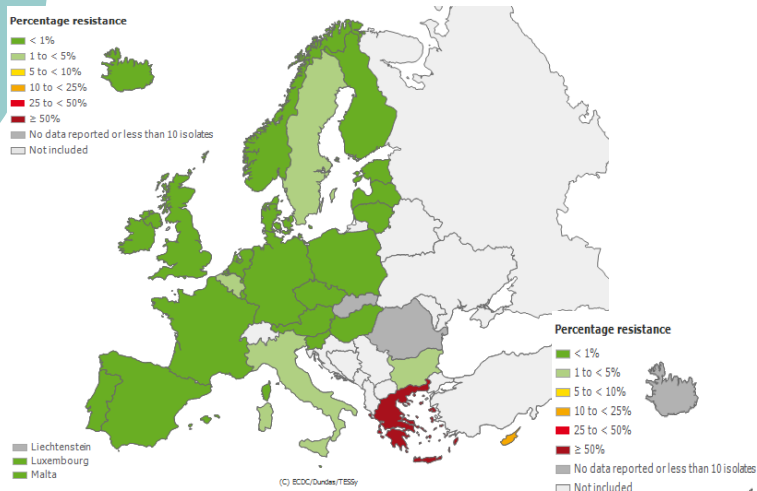 Percentage resistance
< 1%
1 to < 5%
5 to < 10%
10 to < 25%
25 to < 50%
≥ 50%
No data reported or less than 10 isolates
Not included
Liechtenstein
Luxembourg
Malta
(C) ECDC/Dundas/TESSy
Percentage resistance
< 1%
1 to < 5%
5 to < 10%
10 to < 25%
25 to < 50%
≥ 50%
No data reported or less than 10 isolates
Not included